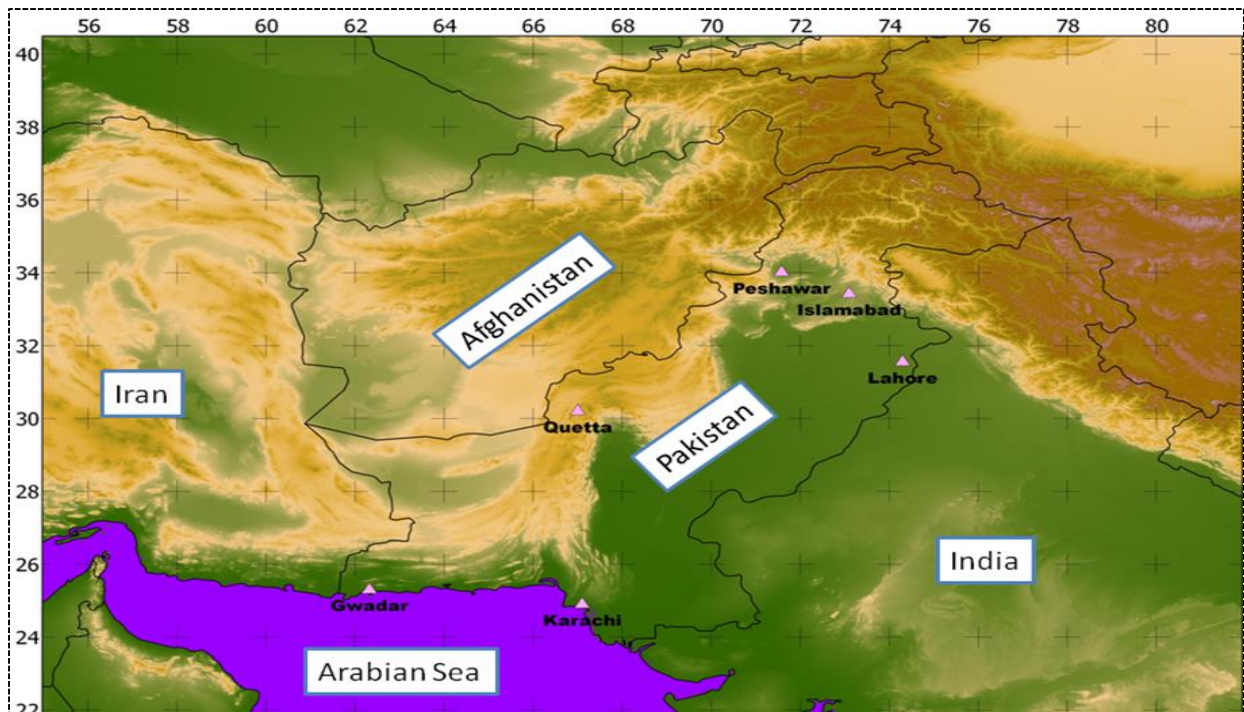 56 58 60 62 64 66 68 70 72 74 76 78 80
40
38
36
34
32
30
28
26
24
22
Afghanistan
Peshawar
Islamabad
Lahore
Iran
Pakistan
Quetta
India
Gwadar
Karachi
Arabian Sea